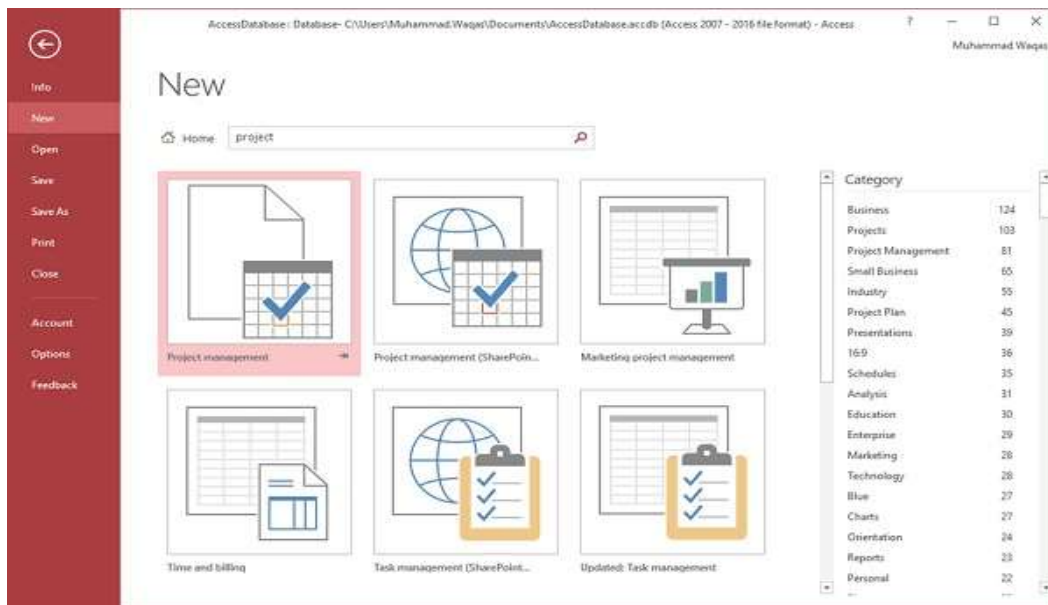 AccessDatabase : Database- C:\Users\Muhammad.Waqas\Documents\AccessDatabase.accdb (Access 2007 - 2016 file format) - Access
?
Muhammad Waqas
Info
New
Open
Save
Save As
Print
Close
Account
Options
Feedback
New
Home
project
Project management
Project management (SharePoin...
Marketing project management
Time and billing
Task management (SharePoint...
Updated: Task management
Category
Business 124
Projects 103
Project Management 81
Small Business 65
Industry 55
Project Plan 45
Presentations 39
16:9 36
Schedules 35
Analysis 31
Education 30
Enterprise 29
Marketing 28
Technology 28
Blue 27
Charts 27
Orientation 24
Reports 23
Personal 22